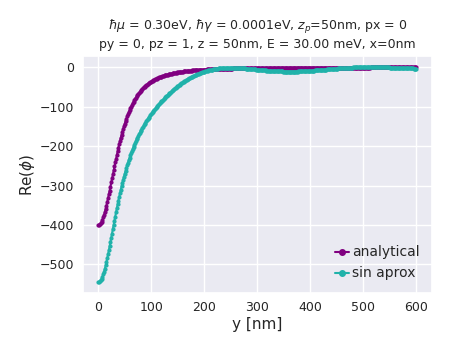 ħμ = 0.30eV, ħγ = 0.0001eV, zₚ=50nm, px = 0
py = 0, pz = 1, z = 50nm, E = 30.00 meV, x=0nm
0
−100
−200
−300
−400
−500
Re(ϕ)
analytical
sin aprox
0 100 200 300 400 500 600
y [nm]